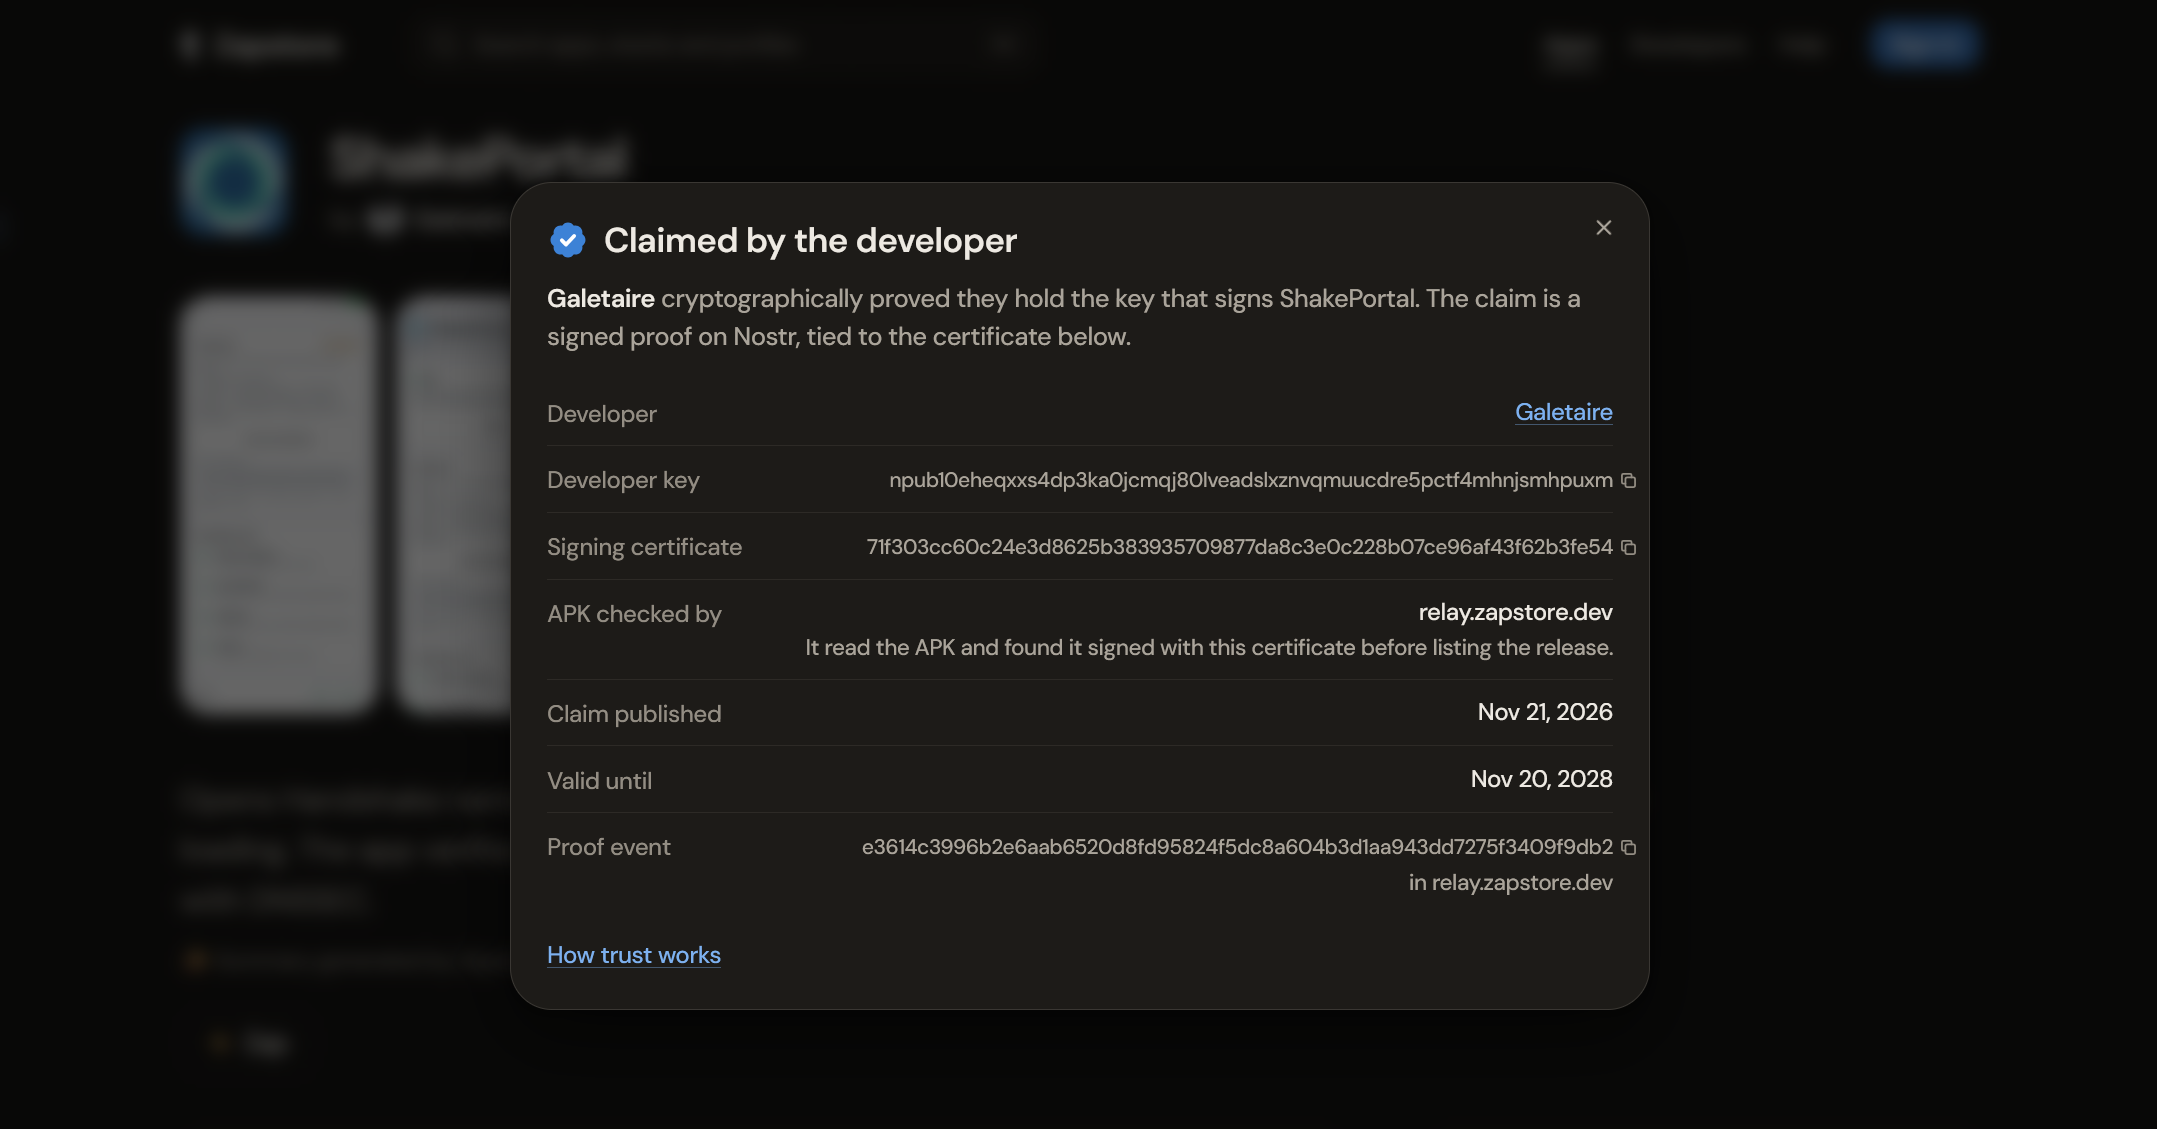 ShakePortal
Claimed by the developer
Galetaire cryptographically proved they hold the key that signs ShakePortal. The claim is a
signed proof on Nostr, tied to the certificate below.
Developer
Galetaire
Developer key
npub10eheqxxs4dp3ka0jcmqj80lveadslxznvqmuucdre5pctf4mhnjsmhpuxm
Signing certificate
71f303cc60c24e3d8625b383935709877da8c3e0c228b07ce96af43f62b3fe54
APK checked by
relay.zapstore.dev
It read the APK and found it signed with this certificate before listing the release.
Claim published
Nov 21, 2026
Valid until
Nov 20, 2028
Proof event
e3614c3996b2e6aab6520d8fd95824f5dc8a604b3d1aa943dd7275f3409f9db2
in relay.zapstore.dev
How trust works